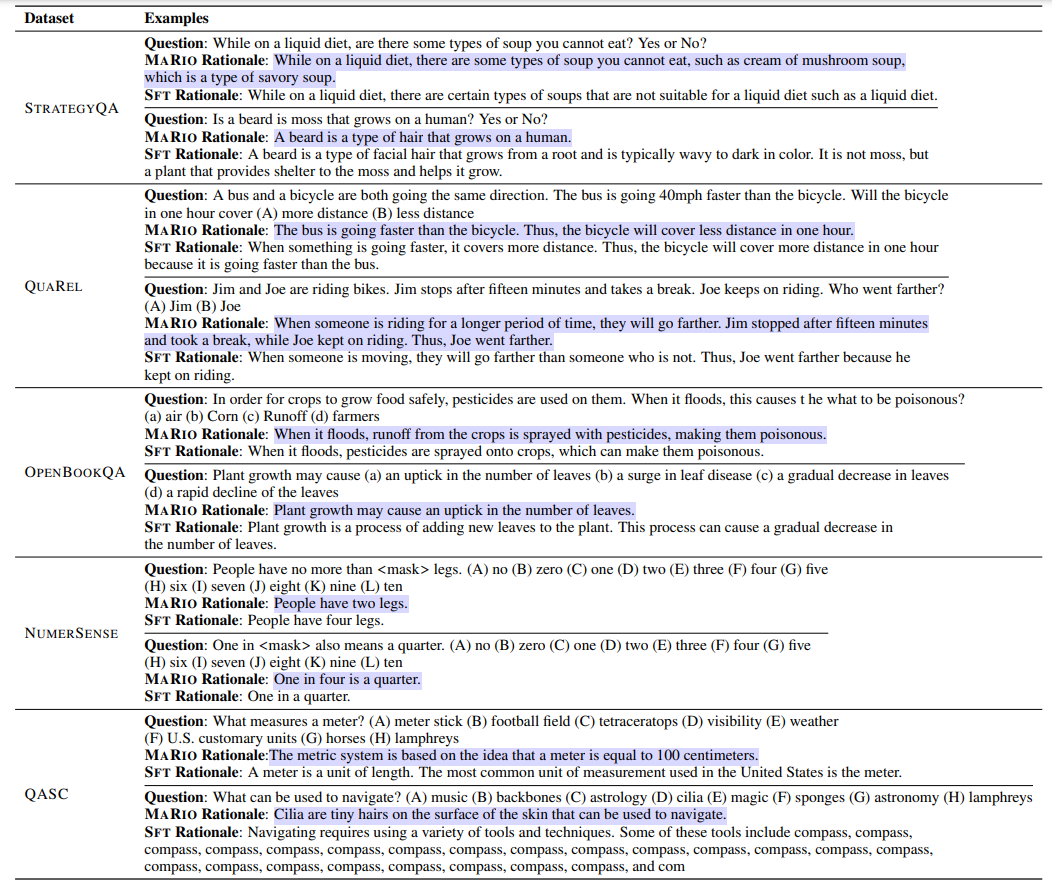 Dataset Examples
Question: While on a liquid diet, are there some types of soup you cannot eat? Yes or No?
MARIO Rationale: While on a liquid diet, there are some types of soup you cannot eat, such as cream of mushroom soup,
which is a type of savory soup.
SFT Rationale: While on a liquid diet, there are certain types of soups that are not suitable for a liquid diet such as a liquid diet.
STRATEGYQA
Question: Is a beard is moss that grows on a human? Yes or No?
MARIO Rationale: A beard is a type of hair that grows on a human.
SFT Rationale: A beard is a type of facial hair that grows from a root and is typically wavy to dark in color. It is not moss, but
a plant that provides shelter to the moss and helps it grow.
Question: A bus and a bicycle are both going the same direction. The bus is going 40mph faster than the bicycle. Will the bicycle
in one hour cover (A) more distance (B) less distance
MARIO Rationale: The bus is going faster than the bicycle. Thus, the bicycle will cover less distance in one hour.
SFT Rationale: When something is going faster, it covers more distance. Thus, the bicycle will cover more distance in one hour
because it is going faster than the bus.
QUAREL
Question: Jim and Joe are riding bikes. Jim stops after fifteen minutes and takes a break. Joe keeps on riding. Who went farther?
(A) Jim (B) Joe
MARIO Rationale: When someone is riding for a longer period of time, they will go farther. Jim stopped after fifteen minutes
and took a break, while Joe kept on riding. Thus, Joe went farther.
SFT Rationale: When someone is moving, they will go farther than someone who is not. Thus, Joe went farther because he
kept on riding.
Question: In order for crops to grow food safely, pesticides are used on them. When it floods, this causes t he what to be poisonous?
(a) air (b) Corn (c) Runoff (d) farmers
MARIO Rationale: When it floods, runoff from the crops is sprayed with pesticides, making them poisonous.
SFT Rationale: When it floods, pesticides are sprayed onto crops, which can make them poisonous.
OPENBOOKQA
Question: Plant growth may cause (a) an uptick in the number of leaves (b) a surge in leaf disease (c) a gradual decrease in leaves
(d) a rapid decline of the leaves
MARIO Rationale: Plant growth may cause an uptick in the number of leaves.
SFT Rationale: Plant growth is a process of adding new leaves to the plant. This process can cause a gradual decrease in
the number of leaves.
Question: People have no more than <mask> legs. (A) no (B) zero (C) one (D) two (E) three (F) four (G) five
(H) six (I) seven (J) eight (K) nine (L) ten
MARIO Rationale: People have two legs.
SFT Rationale: People have four legs.
NUMERSENSE
Question: One in <mask> also means a quarter. (A) no (B) zero (C) one (D) two (E) three (F) four (G) five
(H) six (I) seven (J) eight (K) nine (L) ten
MARIO Rationale: One in four is a quarter.
SFT Rationale: One in a quarter.
Question: What measures a meter? (A) meter stick (B) football field (C) tetraceratops (D) visibility (E) weather
(F) U.S. customary units (G) horses (H) lamphreys
MARIO Rationale:The metric system is based on the idea that a meter is equal to 100 centimeters.
SFT Rationale: A meter is a unit of length. The most common unit of measurement used in the United States is the meter.
QASC
Question: What can be used to navigate? (A) music (B) backbones (C) astrology (D) cilia (E) magic (F) sponges (G) astronomy (H) lamphreys
MARIO Rationale: Cilia are tiny hairs on the surface of the skin that can be used to navigate.
SFT Rationale: Navigating requires using a variety of tools and techniques. Some of these tools include compass, compass,
compass, compass, compass, compass, compass, compass, compass, compass, compass, compass, compass, compass,
compass, compass, compass, compass, compass, compass, compass, compass, compass, and com